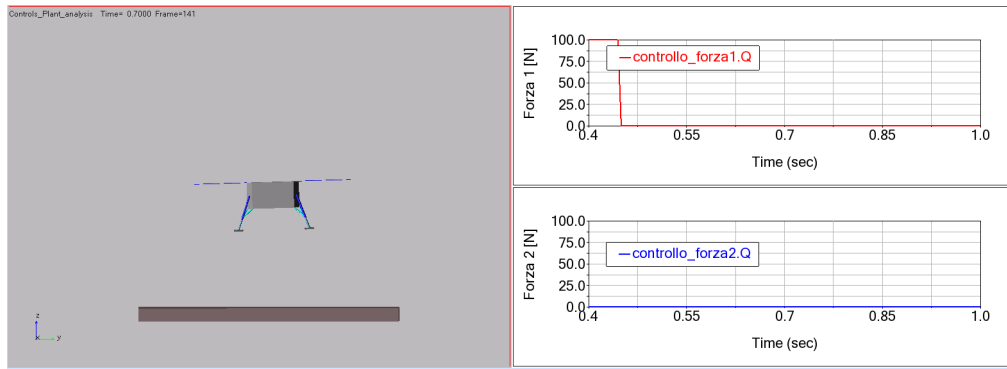 Controls_Plant_analysis   Time=  0.7000  Frame=141
z
x
y
Forza 1 [N]
100.0
75.0
50.0
25.0
0.0
controllo_forza1.Q
0.4 0.55 0.7 0.85 1.0
Time (sec)
Forza 2 [N]
100.0
75.0
50.0
25.0
0.0
controllo_forza2.Q
0.4 0.55 0.7 0.85 1.0
Time (sec)